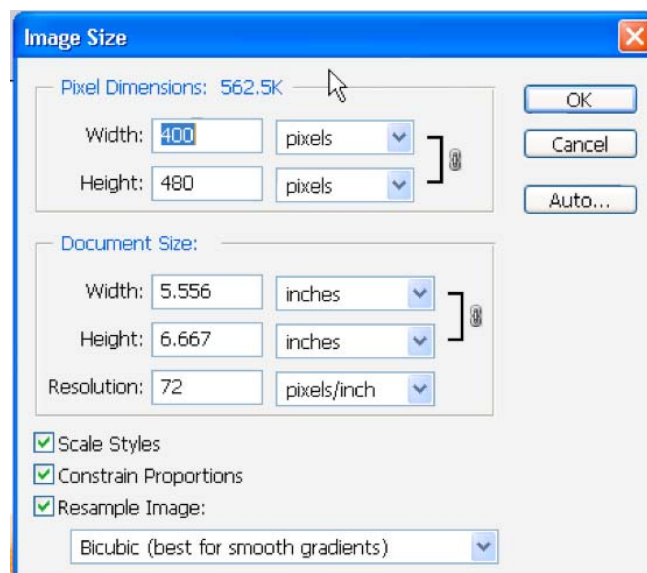 Image Size
Pixel Dimensions: 562.5K
OK
Width: 400 pixels
Cancel
Height: 480 pixels
Auto...
Document Size:
Width: 5.556 inches
Height: 6.667 inches
Resolution: 72 pixels/inch
Scale Styles
Constrain Proportions
Resample Image:
Bicubic (best for smooth gradients)